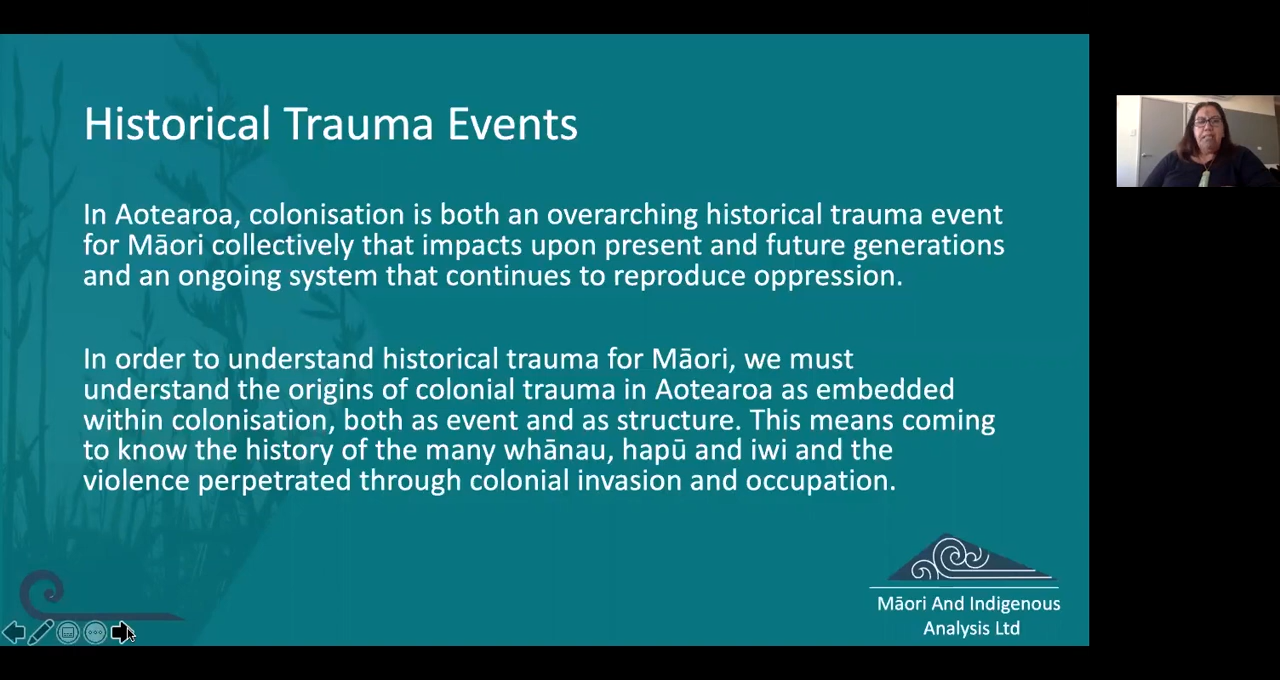 Historical Trauma Events
In Aotearoa, colonisation is both an overarching historical trauma event
for Māori collectively that impacts upon present and future generations
and an ongoing system that continues to reproduce oppression.
In order to understand historical trauma for Māori, we must
understand the origins of colonial trauma in Aotearoa as embedded
within colonisation, both as event and as structure. This means coming
to know the history of the many whānau, hapū and iwi and the
violence perpetrated through colonial invasion and occupation.
Māori And Indigenous
Analysis Ltd